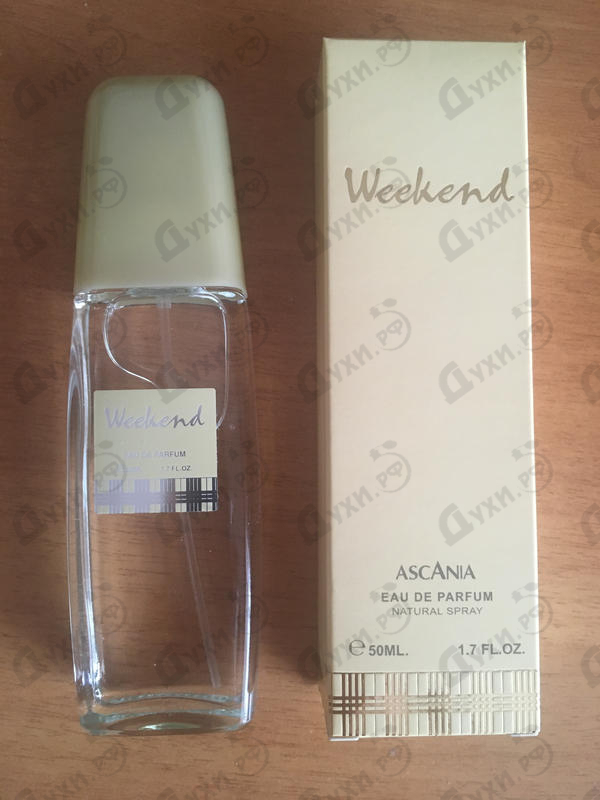 Weekend
EAU DE PARFUM
1.7 FL.OZ.
Weekend
ASCANIA
EAU DE PARFUM
NATURAL SPRAY
e 50ML. 1.7 FL.OZ.
Духи.РФ